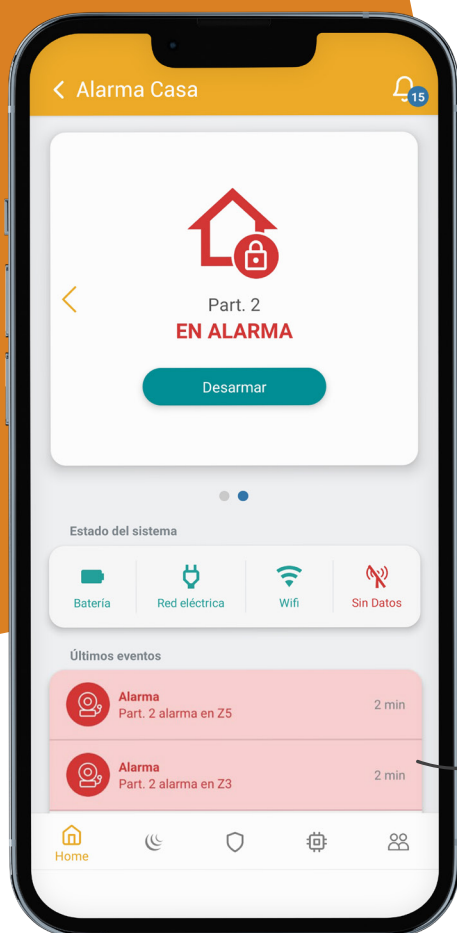 Alarma Casa
15
Part. 2
EN ALARMA
Desarmar
Estado del sistema
Batería
Red eléctrica
Wifi
Sin Datos
Últimos eventos
Alarma
Part. 2 alarma en Z5
2 min
Alarma
Part. 2 alarma en Z3
2 min
Home